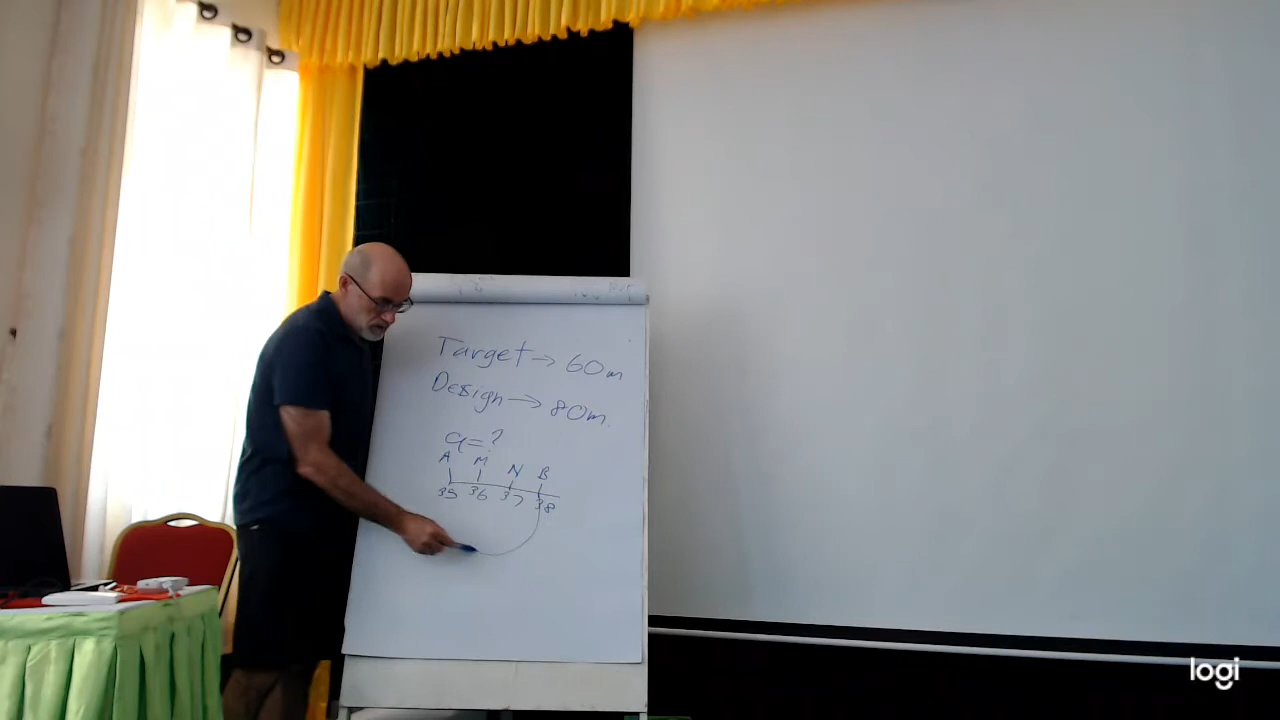 Target → 60m
Design → 80m.
a = ?
A M N B
35 36 37 38
logi